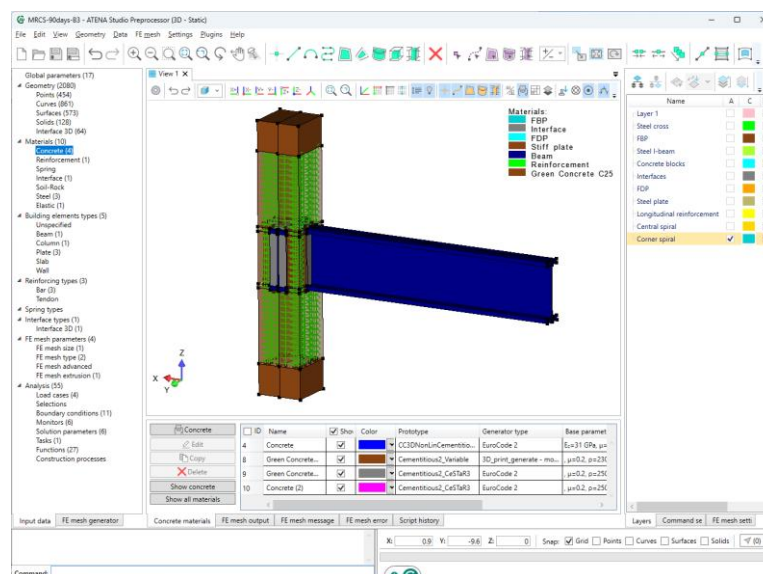 MRCS-90days-B3 - ATENA Studio Preprocessor (3D - Static)
File Edit View Geometry Data FE mesh Settings Plugins Help
Global parameters (17)
Geometry (2080)
Points (454)
Curves (861)
Surfaces (573)
Solids (128)
Interface 3D (64)
Materials (10)
Concrete (4)
Reinforcement (1)
Spring
Interface (1)
Soil-Rock
Steel (3)
Elastic (1)
Building elements types (5)
Unspecified
Beam (1)
Column (1)
Plate (3)
Slab
Wall
Reinforcing types (3)
Bar (3)
Tendon
Spring types
Interface types (1)
Interface 3D (1)
FE mesh parameters (4)
FE mesh size (1)
FE mesh type (2)
FE mesh advanced
FE mesh extrusion (1)
Analysis (55)
Load cases (4)
Selections
Boundary conditions (11)
Monitors (6)
Solution parameters (6)
Tasks (1)
Functions (27)
Construction processes
Input data FE mesh generator
View 1 X
Materials:
FBP
Interface
FDP
Stiff plate
Beam
Reinforcement
Green Concrete C25
Z
X
Y
Concrete
Edit
Copy
Delete
Show concrete
Show all materials
ID Name Sho Color Prototype Generator type Base paramet
4 Concrete CC3DNonLinCementitio... EuroCode 2
8 Green Concrete... Cementitious2_Variable 3D_print_generate - mo...
9 Green Concrete... Cementitious2_CeSTaR3 EuroCode 2
10 Concrete (2) Cementitious2_CeSTaR3 EuroCode 2
Concrete materials FE mesh output FE mesh message FE mesh error Script history
Name A C
Layer 1
Steel cross
FBP
Steel I-beam
Concrete blocks
Interfaces
FDP
Steel plate
Longitudinal reinforcement
Central spiral
Corner spiral
Layers Command se FE mesh setti
X: 0.9 Y: -9.6 Z: 0 Snap: Grid Points Curves Surfaces Solids (0)
Command: